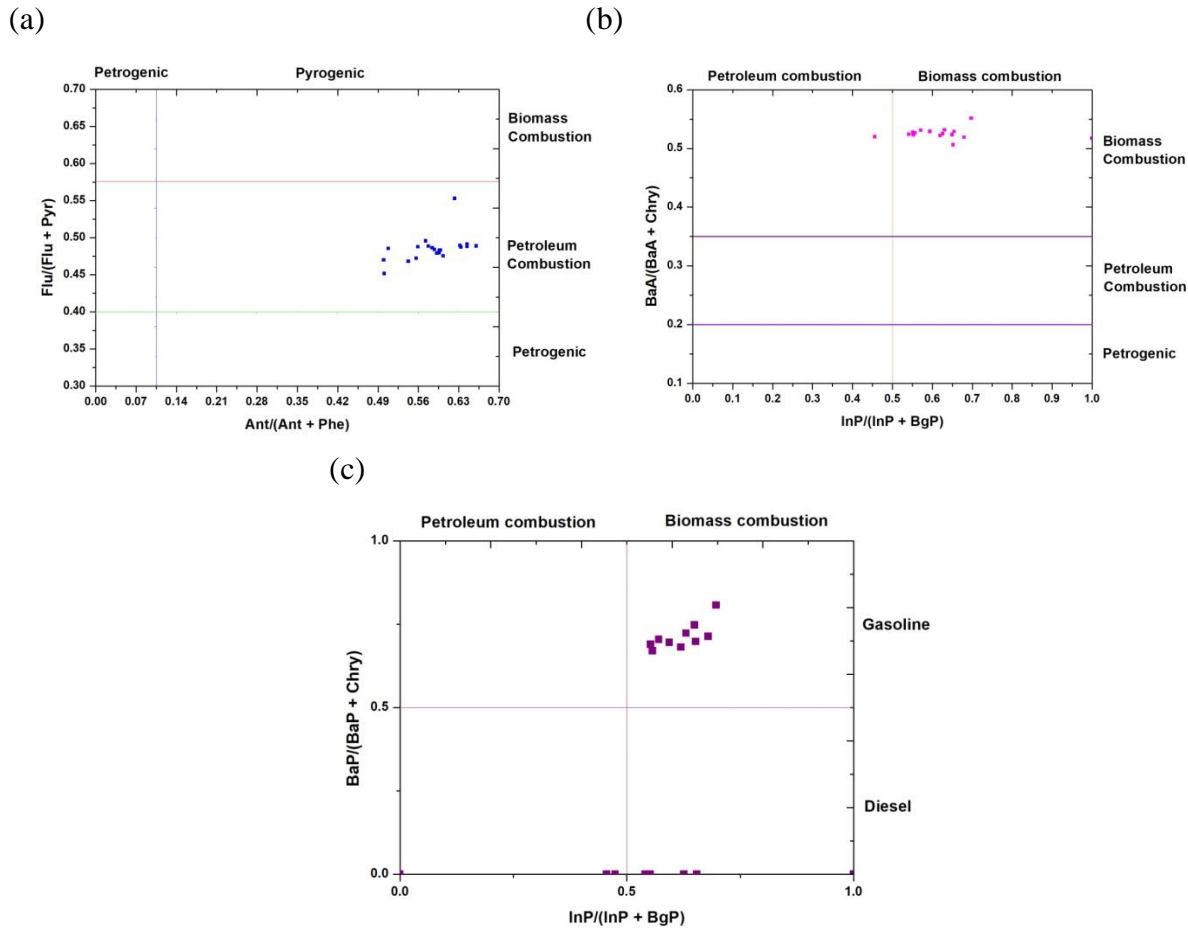 (a)
Petrogenic Pyrogenic
0.70
0.65
0.60
0.55
0.50
0.45
0.40
0.35
0.30
Flu/(Flu + Pyr)
Biomass
Combustion
Petroleum
Combustion
Petrogenic
0.00 0.07 0.14 0.21 0.28 0.35 0.42 0.49 0.56 0.63 0.70
Ant/(Ant + Phe)
(b)
Petroleum combustion Biomass combustion
0.6
0.5
0.4
0.3
0.2
0.1
BaA/(BaA + Chry)
Biomass
Combustion
Petroleum
Combustion
Petrogenic
0.0 0.1 0.2 0.3 0.4 0.5 0.6 0.7 0.8 0.9 1.0
InP/(InP + BgP)
(c)
Petroleum combustion Biomass combustion
1.0
0.5
0.0
BaP/(BaP + Chry)
Gasoline
Diesel
0.0 0.5 1.0
InP/(InP + BgP)